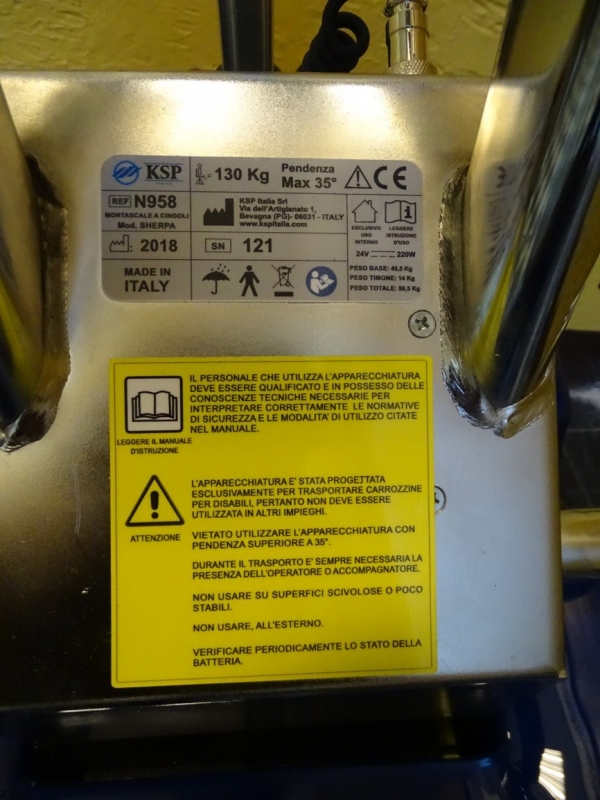 KSP
ITALIA
130 Kg
Pendenza
Max 35°
CE
REF N958
MONTASCALE A CINGOLI
Mod. SHERPA
KSP Italia Srl
Via dell'Artigianato 1,
Bevagna (PG)- 06031 - ITALY
www.kspitalia.com
ESCLUSIVO
USO
INTERNO
LEGGERE
ISTRUZIONE
D'USO
2018
SN 121
24V 220W
MADE IN
ITALY
PESO BASE: 45,5 Kg
PESO TIMONE: 14 Kg
PESO TOTALE: 59,5 Kg
IL PERSONALE CHE UTILIZZA L'APPARECCHIATURA
DEVE ESSERE QUALIFICATO E IN POSSESSO DELLE
CONOSCENZE TECNICHE NECESSARIE PER
INTERPRETARE CORRETTAMENTE LE NORMATIVE
DI SICUREZZA E LE MODALITA' DI UTILIZZO CITATE
NEL MANUALE.
LEGGERE IL MANUALE
D'ISTRUZIONE
L'APPARECCHIATURA E' STATA PROGETTATA
ESCLUSIVAMENTE PER TRASPORTARE CARROZZINE
PER DISABILI, PERTANTO NON DEVE ESSERE
UTILIZZATA IN ALTRI IMPIEGHI.
ATTENZIONE
VIETATO UTILIZZARE L'APPARECCHIATURA CON
PENDENZA SUPERIORE A 35°.
DURANTE IL TRASPORTO E' SEMPRE NECESSARIA LA
PRESENZA DELL'OPERATORE O ACCOMPAGNATORE.
NON USARE SU SUPERFICI SCIVOLOSE O POCO
STABILI.
NON USARE, ALL'ESTERNO.
VERIFICARE PERIODICAMENTE LO STATO DELLA
BATTERIA.